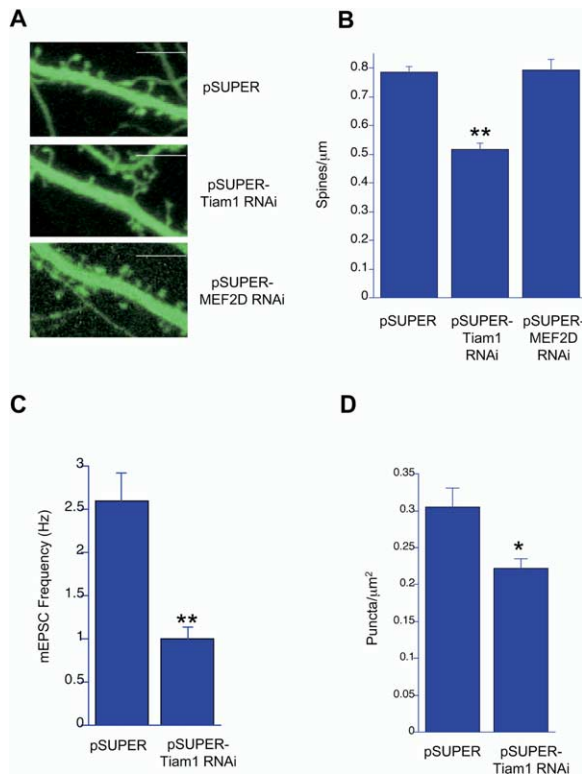 A
pSUPER
pSUPER-
Tiam1 RNAi
pSUPER-
MEF2D RNAi
B
Spines/μm
0.8
0.7
0.6
0.5
0.4
0.3
0.2
0.1
0
**
pSUPER
pSUPER-
Tiam1
RNAi
pSUPER-
MEF2D
RNAi
C
mEPSC Frequency (Hz)
3
2.5
2
1.5
1
0.5
0
**
pSUPER
pSUPER-
Tiam1 RNAi
D
Puncta/μm²
0.35
0.3
0.25
0.2
0.15
0.1
0.05
0
*
pSUPER
pSUPER-
Tiam1 RNAi